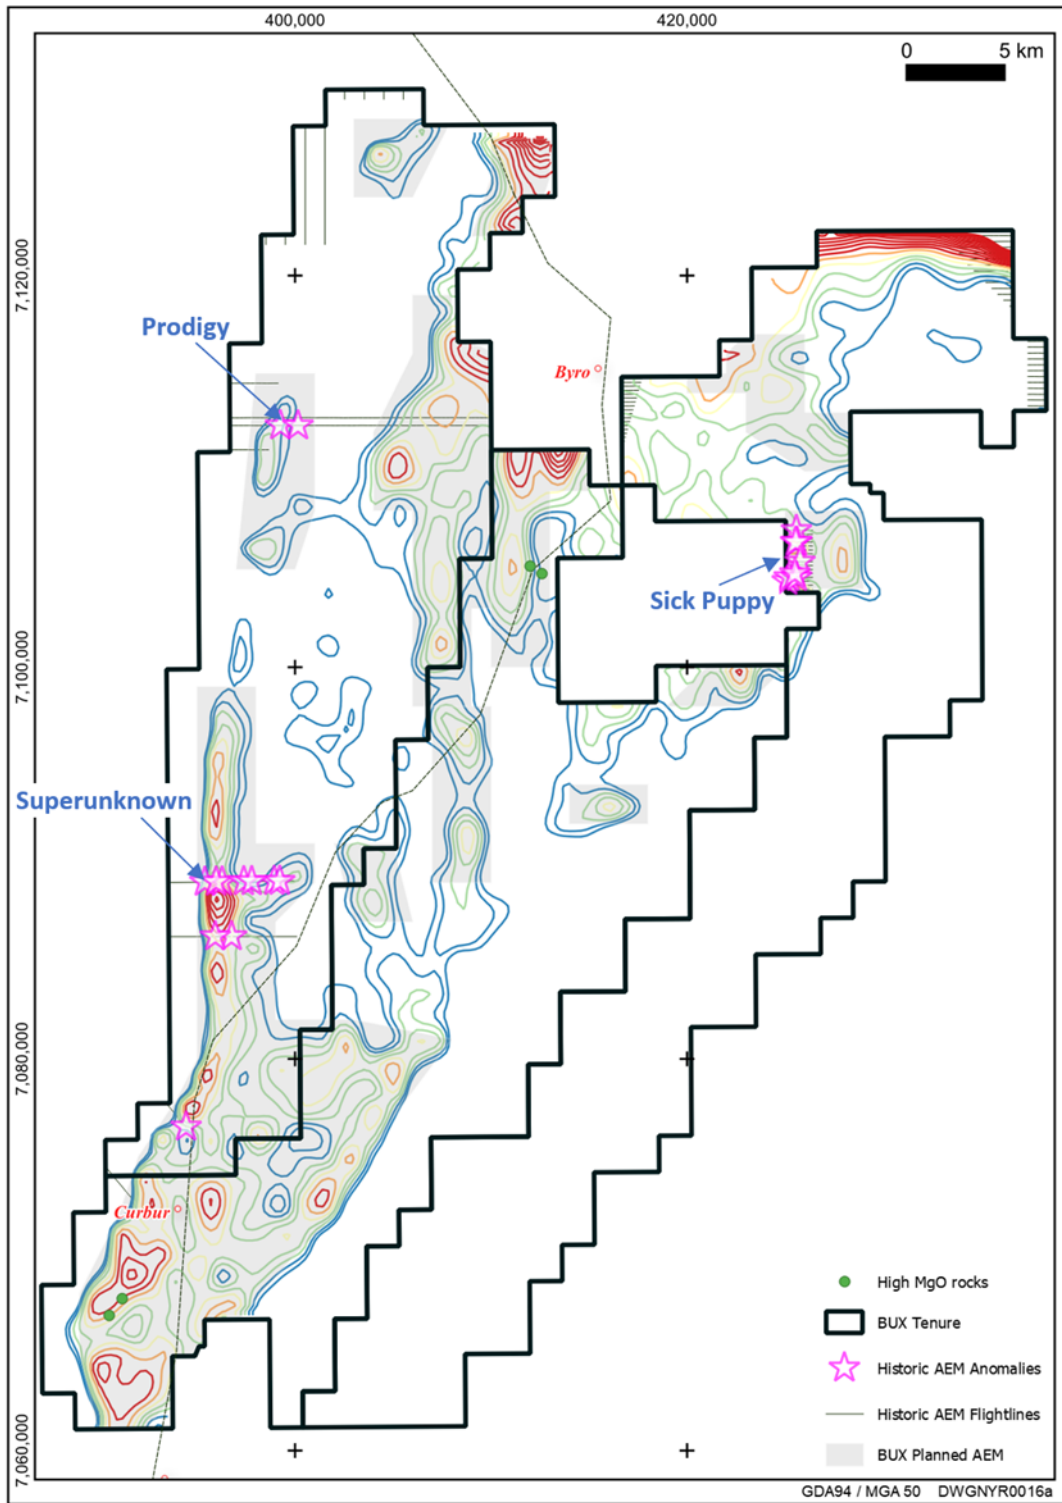 400,000
420,000
0
5 km
7,120,000
Prodigy
Byro
Sick Puppy
7,100,000
Superunknown
7,080,000
Curbur
High MgO rocks
BUX Tenure
Historic AEM Anomalies
Historic AEM Flightlines
BUX Planned AEM
7,060,000
GDA94 / MGA 50 DWGNYR0016a